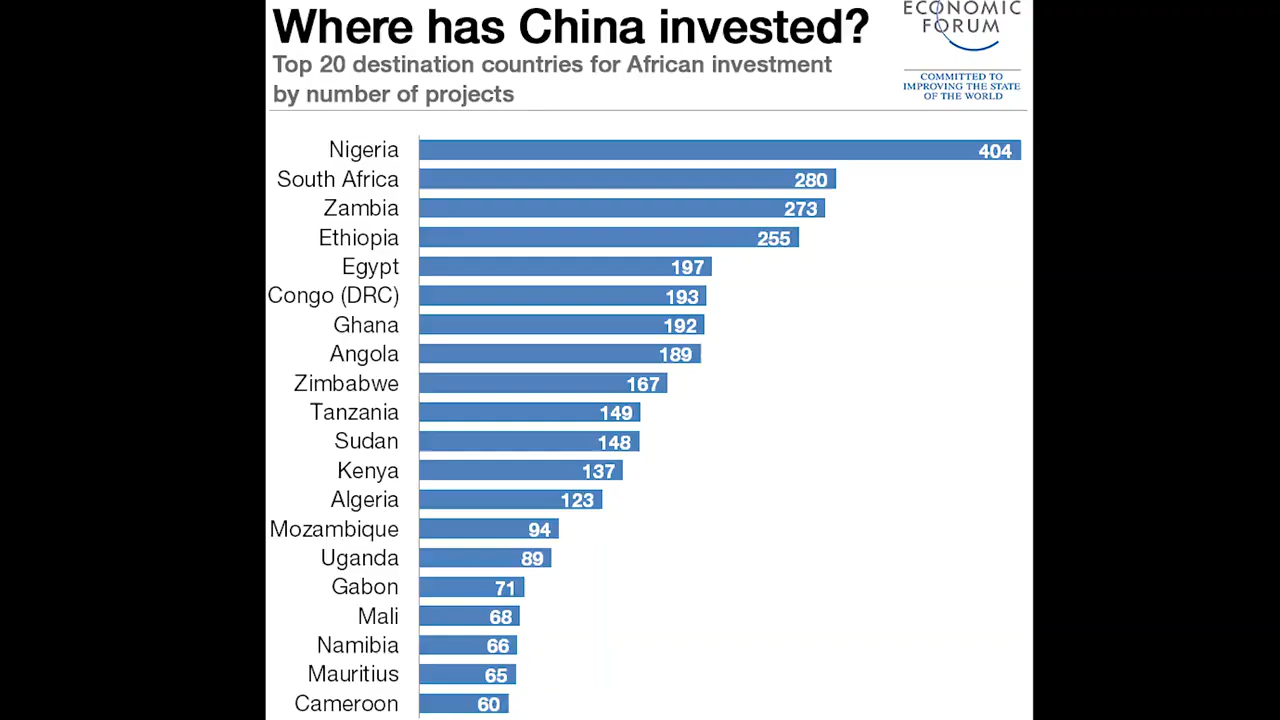 Where has China invested?
Top 20 destination countries for African investment
by number of projects
ECONOMIC
FORUM
COMMITTED TO
IMPROVING THE STATE
OF THE WORLD
Nigeria 404
South Africa 280
Zambia 273
Ethiopia 255
Egypt 197
Congo (DRC) 193
Ghana 192
Angola 189
Zimbabwe 167
Tanzania 149
Sudan 148
Kenya 137
Algeria 123
Mozambique 94
Uganda 89
Gabon 71
Mali 68
Namibia 66
Mauritius 65
Cameroon 60